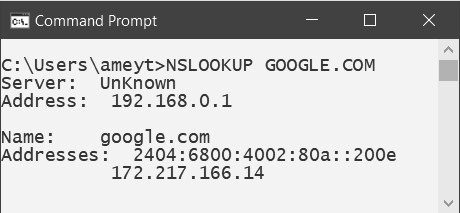 Command Prompt
C:\Users\ameyt>NSLOOKUP GOOGLE.COM
Server:  UnKnown
Address:  192.168.0.1
Name:    google.com
Addresses:  2404:6800:4002:80a::200e
          172.217.166.14